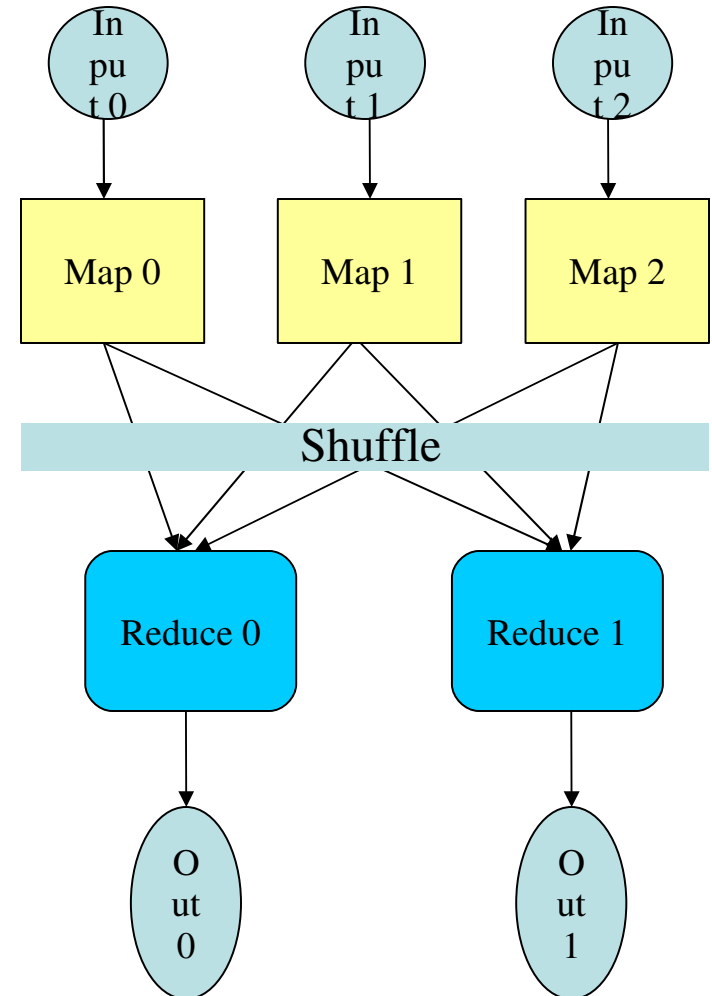 In
pu
t 0
In
pu
t 1
In
pu
t 2
Map 0
Map 1
Map 2
Shuffle
Reduce 0
Reduce 1
O
ut
0
O
ut
1